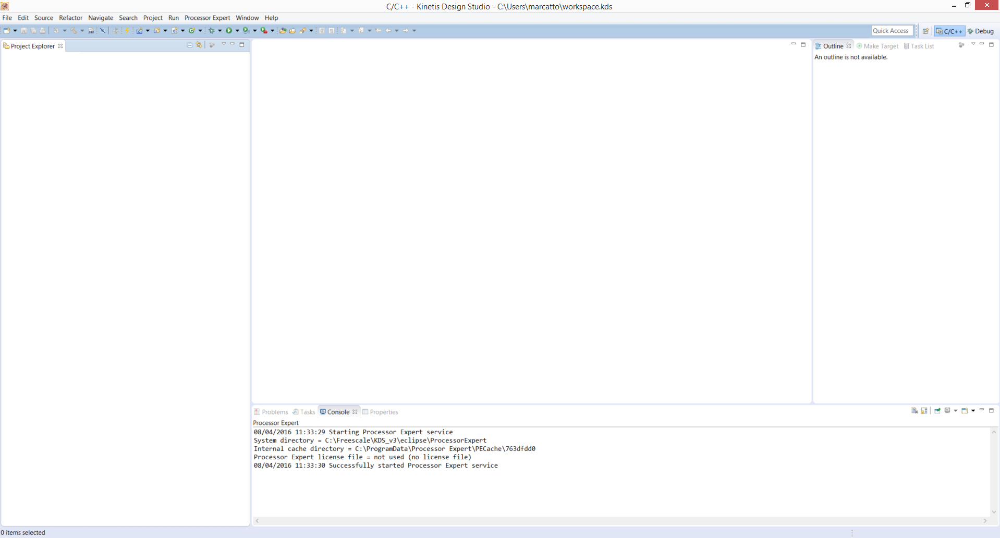 C/C++ - Kinetis Design Studio - C:\Users\marcatto\workspace.kds
File Edit Source Refactor Navigate Search Project Run Processor Expert Window Help
Quick Access C/C++ Debug
Project Explorer
Outline Make Target Task List
An outline is not available.
Problems Tasks Console Properties
Processor Expert
08/04/2016 11:33:29 Starting Processor Expert service
System directory = C:\Freescale\KDS_v3\eclipse\ProcessorExpert
Internal cache directory = C:\ProgramData\Processor Expert\PECache\763dfdd0
Processor Expert license file = not used (no license file)
08/04/2016 11:33:30 Successfully started Processor Expert service
0 items selected